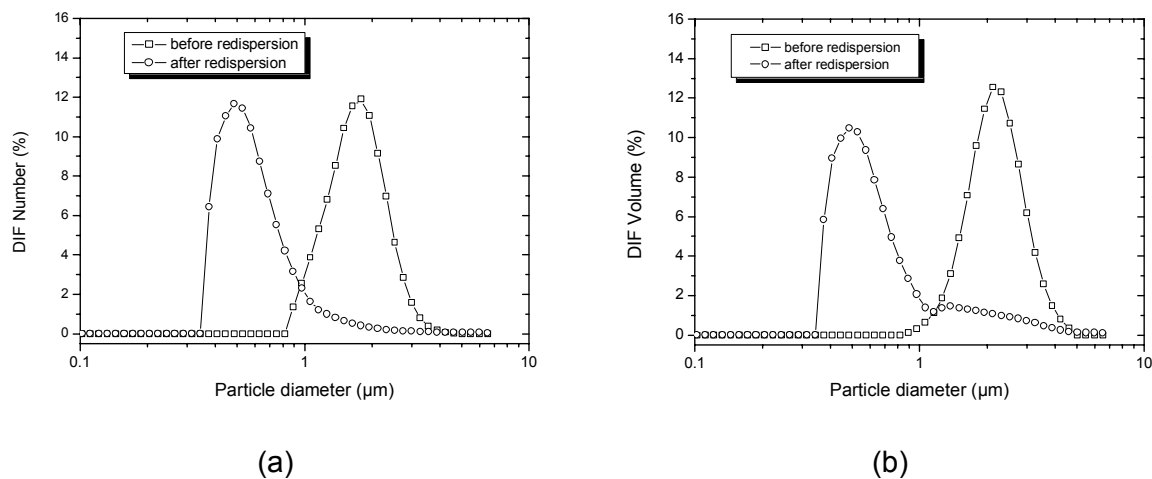 before redispersion
after redispersion
DIF Number (%)
16
14
12
10
8
6
4
2
0
0.1
1
10
Particle diameter (µm)
(a)
before redispersion
after redispersion
DIF Volume (%)
16
14
12
10
8
6
4
2
0
0.1
1
10
Particle diameter (µm)
(b)